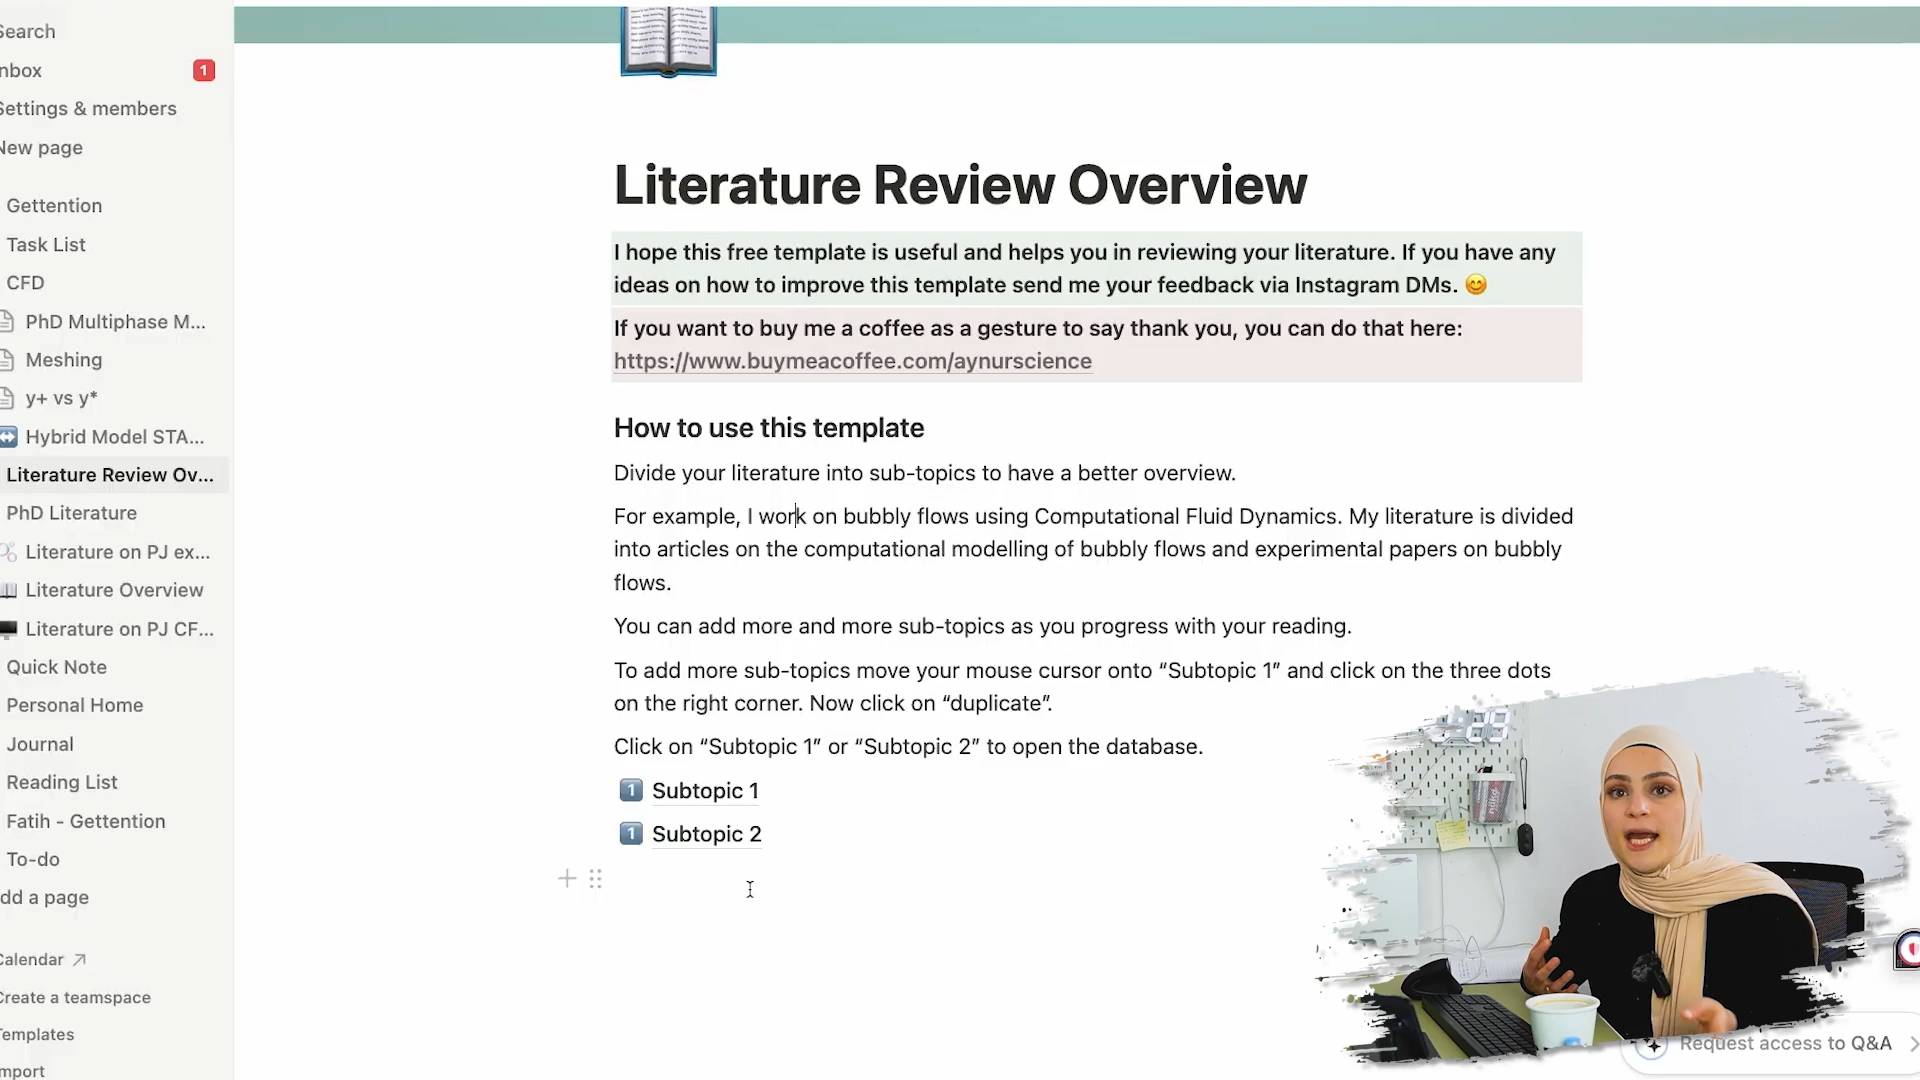 Search
Inbox
1
Settings & members
New page
Gettention
Task List
CFD
PhD Multiphase M...
Meshing
y+ vs y*
Hybrid Model STA...
Literature Review Ov...
PhD Literature
Literature on PJ ex...
Literature Overview
Literature on PJ CF...
Quick Note
Personal Home
Journal
Reading List
Fatih - Gettention
To-do
dd a page
Calendar
Create a teamspace
Templates
mport
Literature Review Overview
I hope this free template is useful and helps you in reviewing your literature. If you have any
ideas on how to improve this template send me your feedback via Instagram DMs. 😊
If you want to buy me a coffee as a gesture to say thank you, you can do that here:
https://www.buymeacoffee.com/aynurscience
How to use this template
Divide your literature into sub-topics to have a better overview.
For example, I work on bubbly flows using Computational Fluid Dynamics. My literature is divided
into articles on the computational modelling of bubbly flows and experimental papers on bubbly
flows.
You can add more and more sub-topics as you progress with your reading.
To add more sub-topics move your mouse cursor onto “Subtopic 1” and click on the three dots
on the right corner. Now click on “duplicate”.
Click on “Subtopic 1” or “Subtopic 2” to open the database.
1 Subtopic 1
1 Subtopic 2
Request access to Q&A